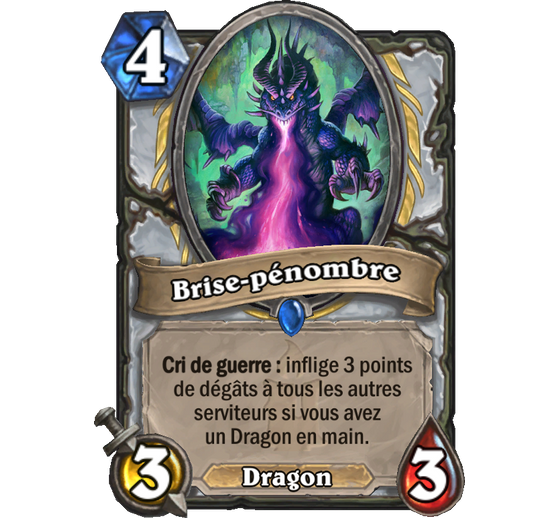 4
Brise-pénombre
Cri de guerre : inflige 3 points
de dégâts à tous les autres
serviteurs si vous avez
un Dragon en main.
3
Dragon
3